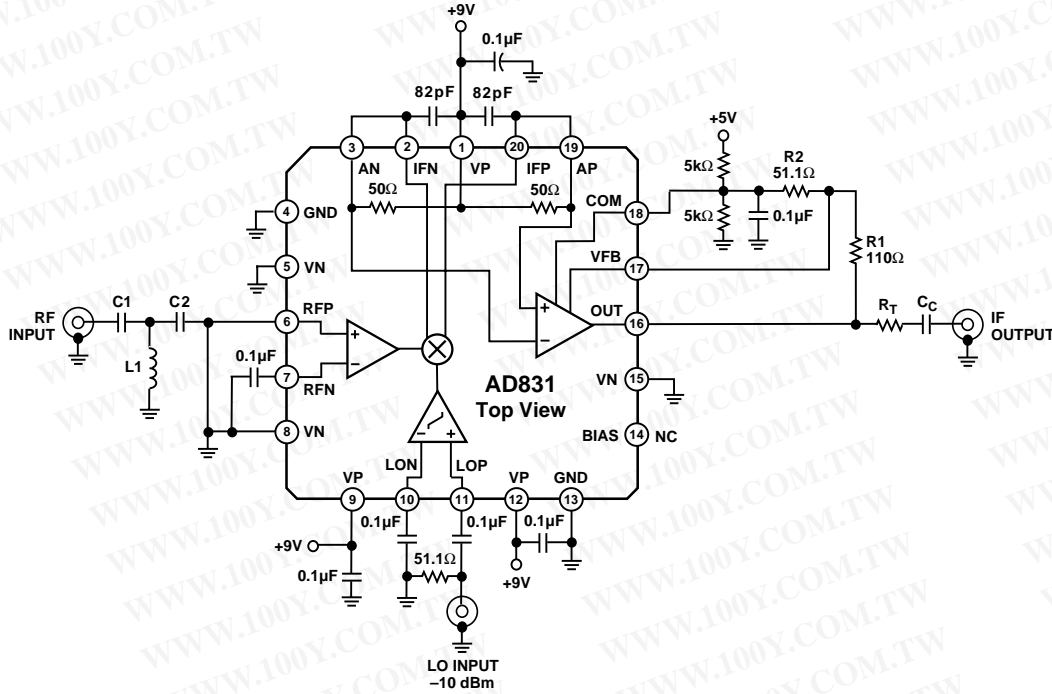 +9V
0.1µF
82pF 82pF
3 2 1 20 19
AN IFN VP IFP AP
50Ω 50Ω
+5V
5kΩ
R2
51.1Ω
COM
18
5kΩ
0.1µF
4 GND
R1
110Ω
5 VN
VFB 17
RF
INPUT
C1 C2
L1
6 RFP
+
−
0.1µF
7 RFN
8 VN
+
−
OUT 16
RT CC
IF
OUTPUT
AD831
Top View
VN 15
BIAS 14 NC
− +
LON LOP
VP VP GND
9 10 11 12 13
0.1µF 0.1µF 0.1µF
+9V
51.1Ω
0.1µF
+9V
LO INPUT
–10 dBm
WWW.100Y.COM.TW